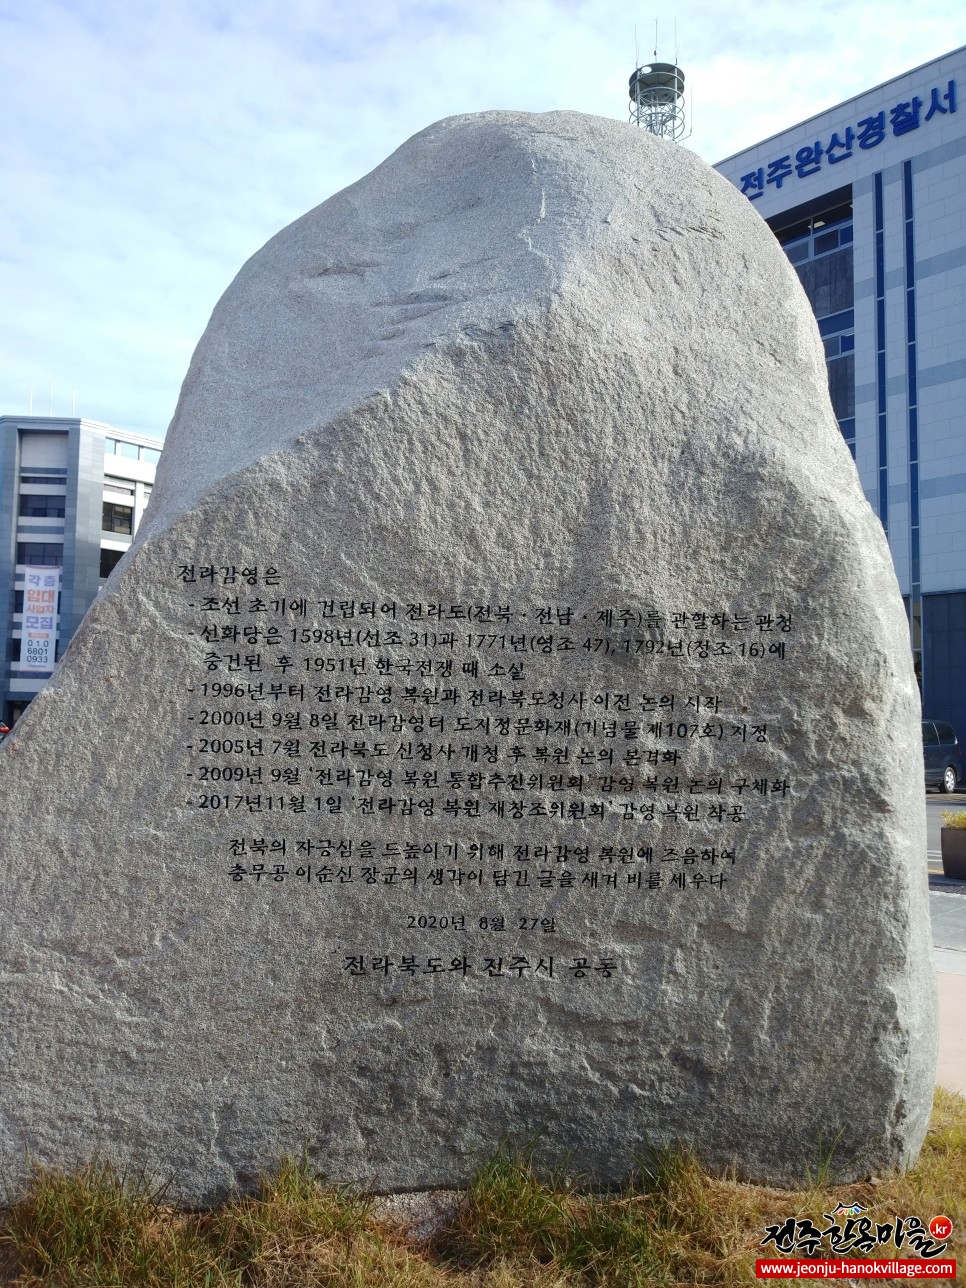 전주완산경찰서
각층
임대
사업자
모집
010
6801
0933
전라감영은
- 조선 초기에 건립되어 전라도(전북·전남·제주)를 관할하는 관청
- 선화당은 1598년(선조 31)과 1771년(영조 47), 1792년(정조 16)에
중건된 후 1951년 한국전쟁 때 소실
- 1996년부터 전라감영 복원과 전라북도청사 이전 논의 시작
- 2000년 9월 8일 전라감영터 도지정문화재(기념물 제107호) 지정
- 2005년 7월 전라북도 신청사 개청 후 복원 논의 본격화
- 2009년 9월 '전라감영 복원 통합추진위원회' 감영 복원 논의 구체화
- 2017년11월 1일 '전라감영 복원 재창조위원회' 감영 복원 착공
전북의 자긍심을 드높이기 위해 전라감영 복원에 즈음하여
충무공 이순신 장군의 생각이 담긴 글을 새겨 비를 세우다
2020년 8월 27일
전라북도와 전주시 공동
전주한옥마을.kr
www.jeonju-hanokvillage.com